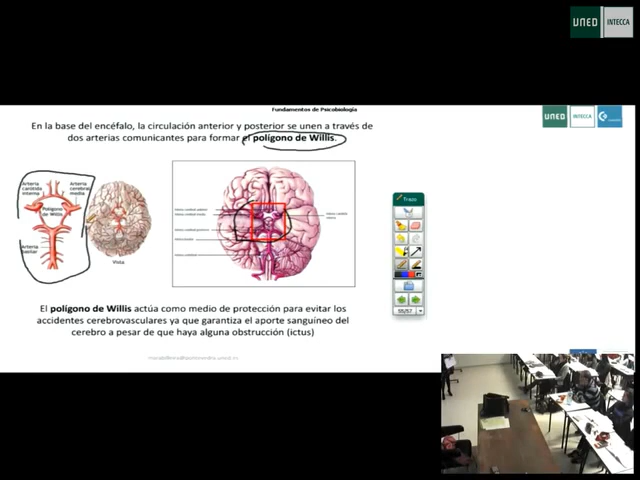 UNED
INTECCA
Fundamentos de Psicobiología
En la base del encéfalo, la circulación anterior y posterior se unen a través de
dos arterias comunicantes para formar el polígono de Willis.
UNED
INTECCA
Arteria
carótida
interna
Arteria
cerebral
media
Polígono
de Willis
Arteria
basilar
Vista
Trazo
55/57
El polígono de Willis actúa como medio de protección para evitar los
accidentes cerebrovasculares ya que garantiza el aporte sanguíneo del
cerebro a pesar de que haya alguna obstrucción (ictus)